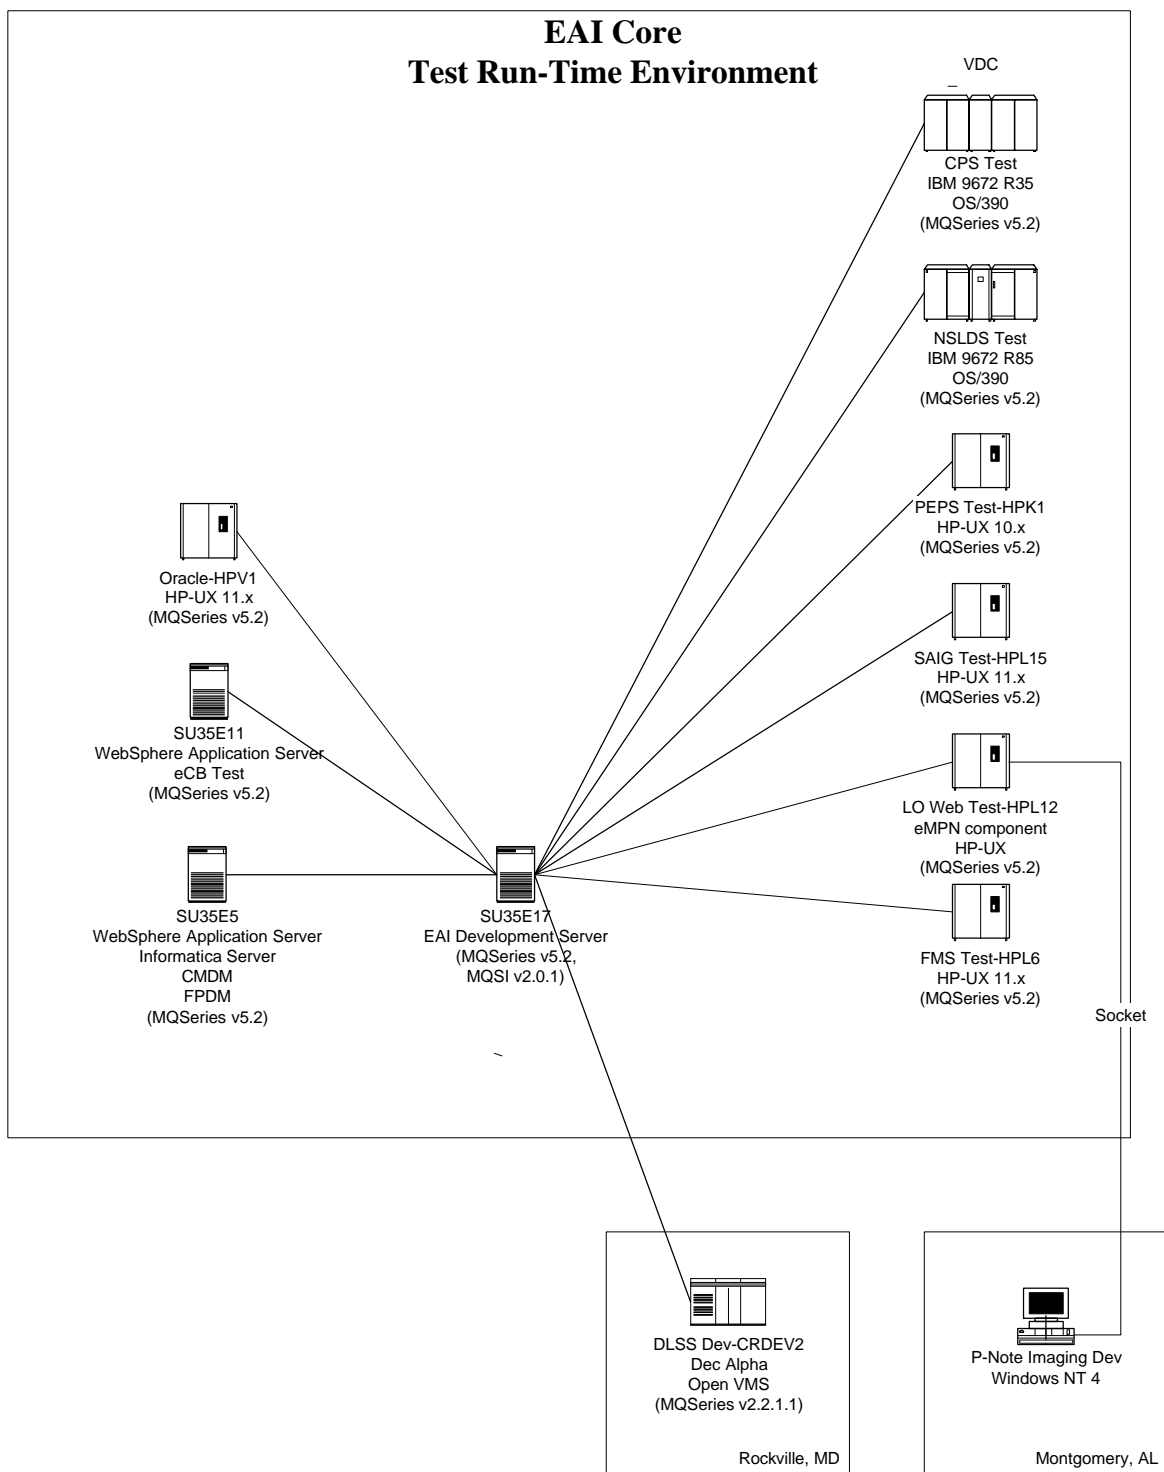 EAI Core
Test Run-Time Environment
VDC
CPS Test
IBM 9672 R35
OS/390
(MQSeries v5.2)
NSLDS Test
IBM 9672 R85
OS/390
(MQSeries v5.2)
PEPS Test-HPK1
HP-UX 10.x
(MQSeries v5.2)
Oracle-HPV1
HP-UX 11.x
(MQSeries v5.2)
SAIG Test-HPL15
HP-UX 11.x
(MQSeries v5.2)
SU35E11
WebSphere Application Server
eCB Test
(MQSeries v5.2)
LO Web Test-HPL12
eMPN component
HP-UX
(MQSeries v5.2)
SU35E5
WebSphere Application Server
Informatica Server
CMDM
FPDM
(MQSeries v5.2)
SU35E17
EAI Development Server
(MQSeries v5.2,
MQSI v2.0.1)
FMS Test-HPL6
HP-UX 11.x
(MQSeries v5.2)
Socket
DLSS Dev-CRDEV2
Dec Alpha
Open VMS
(MQSeries v2.2.1.1)
Rockville, MD
P-Note Imaging Dev
Windows NT 4
Montgomery, AL